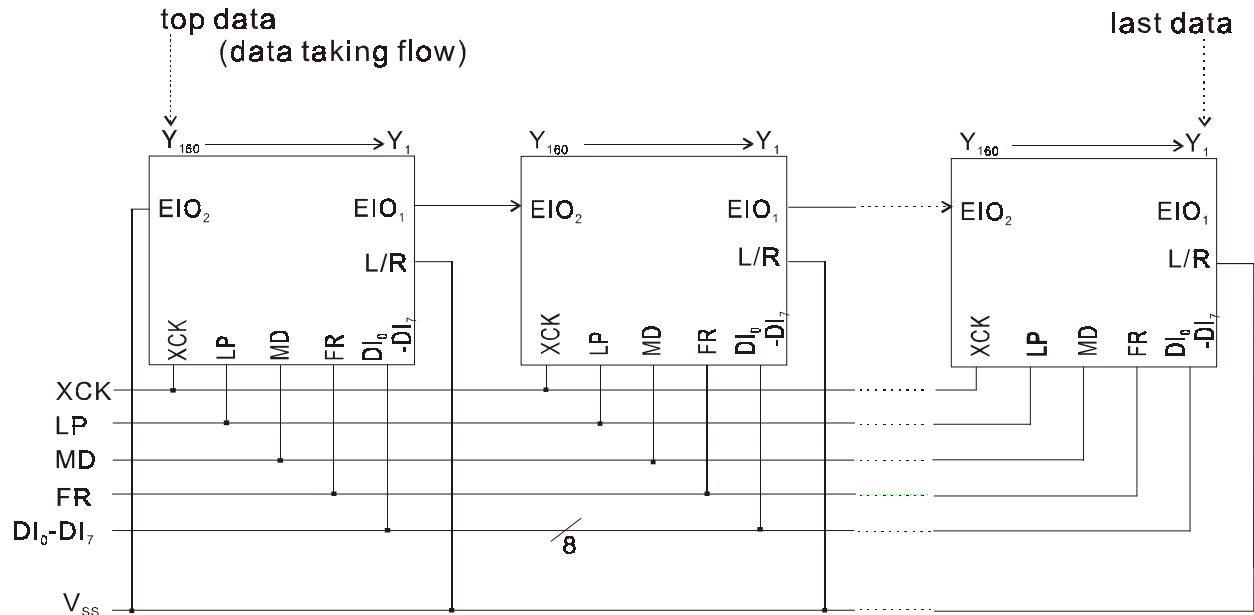 top data
(data taking flow)
last data
Y₁₆₀ Y₁ Y₁₆₀ Y₁ Y₁₆₀ Y₁
EIO₂ EIO₁ EIO₂ EIO₁ EIO₂ EIO₁
L/R L/R L/R
XCK LP MD FR DI₀-DI₇ XCK LP MD FR DI₀-DI₇ XCK LP MD FR DI₀-DI₇
XCK
LP
MD
FR
DI₀-DI₇
8
Vss